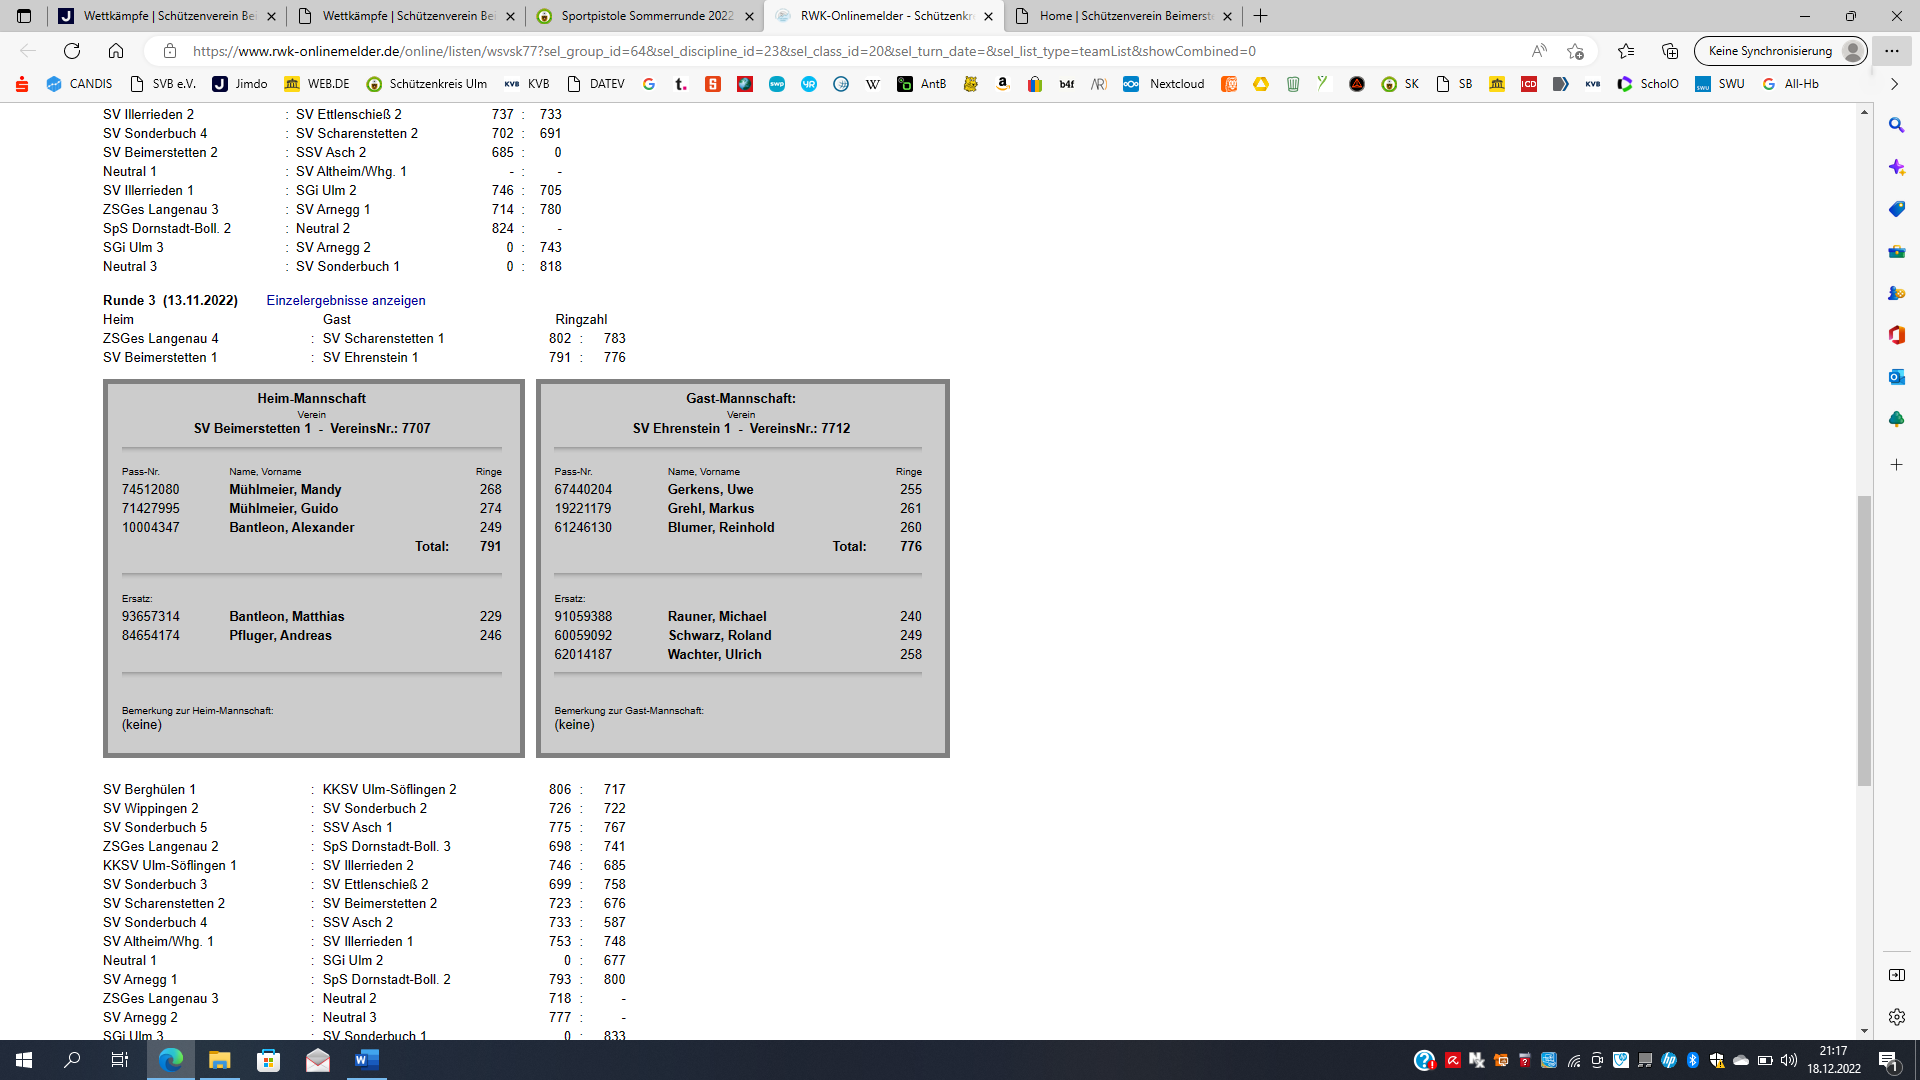 Wettkämpfe | Schützenverein Bei
Wettkämpfe | Schützenverein Bei
Sportpistole Sommerrunde 2022
RWK-Onlinemelder - Schützenkr
Home | Schützenverein Beimerst
https://www.rwk-onlinemelder.de/online/listen/wsvsk77?sel_group_id=64&sel_discipline_id=23&sel_class_id=20&sel_turn_date=&sel_list_type=teamList&showCombined=0
Keine Synchronisierung
CANDIS SVB e.V. Jimdo WEB.DE Schützenkreis Ulm KVB DATEV AntB b4f Nextcloud SK SB SchoIO SWU All-Hb
SV Illerrieden 2 : SV Ettlenschieß 2 737 : 733
SV Sonderbuch 4 : SV Scharenstetten 2 702 : 691
SV Beimerstetten 2 : SSV Asch 2 685 : 0
Neutral 1 : SV Altheim/Whg. 1 - : -
SV Illerrieden 1 : SGi Ulm 2 746 : 705
ZSGes Langenau 3 : SV Arnegg 1 714 : 780
SpS Dornstadt-Boll. 2 : Neutral 2 824 : -
SGi Ulm 3 : SV Arnegg 2 0 : 743
Neutral 3 : SV Sonderbuch 1 0 : 818
Runde 3 (13.11.2022) Einzelergebnisse anzeigen
Heim Gast Ringzahl
ZSGes Langenau 4 : SV Scharenstetten 1 802 : 783
SV Beimerstetten 1 : SV Ehrenstein 1 791 : 776
Heim-Mannschaft
Verein
SV Beimerstetten 1 - VereinsNr.: 7707
Pass-Nr. Name, Vorname Ringe
74512080 Mühlmeier, Mandy 268
71427995 Mühlmeier, Guido 274
10004347 Bantleon, Alexander 249
Total: 791
Ersatz:
93657314 Bantleon, Matthias 229
84654174 Pfluger, Andreas 246
Bemerkung zur Heim-Mannschaft:
(keine)
Gast-Mannschaft:
Verein
SV Ehrenstein 1 - VereinsNr.: 7712
Pass-Nr. Name, Vorname Ringe
67440204 Gerkens, Uwe 255
19221179 Grehl, Markus 261
61246130 Blumer, Reinhold 260
Total: 776
Ersatz:
91059388 Rauner, Michael 240
60059092 Schwarz, Roland 249
62014187 Wachter, Ulrich 258
Bemerkung zur Gast-Mannschaft:
(keine)
SV Berghülen 1 : KKSV Ulm-Söflingen 2 806 : 717
SV Wippingen 2 : SV Sonderbuch 2 726 : 722
SV Sonderbuch 5 : SSV Asch 1 775 : 767
ZSGes Langenau 2 : SpS Dornstadt-Boll. 3 698 : 741
KKSV Ulm-Söflingen 1 : SV Illerrieden 2 746 : 685
SV Sonderbuch 3 : SV Ettlenschieß 2 699 : 758
SV Scharenstetten 2 : SV Beimerstetten 2 723 : 676
SV Sonderbuch 4 : SSV Asch 2 733 : 587
SV Altheim/Whg. 1 : SV Illerrieden 1 753 : 748
Neutral 1 : SGi Ulm 2 0 : 677
SV Arnegg 1 : SpS Dornstadt-Boll. 2 793 : 800
ZSGes Langenau 3 : Neutral 2 718 : -
SV Arnegg 2 : Neutral 3 777 : -
SGi Ulm 3 : SV Sonderbuch 1 0 : 833
21:17
18.12.2022